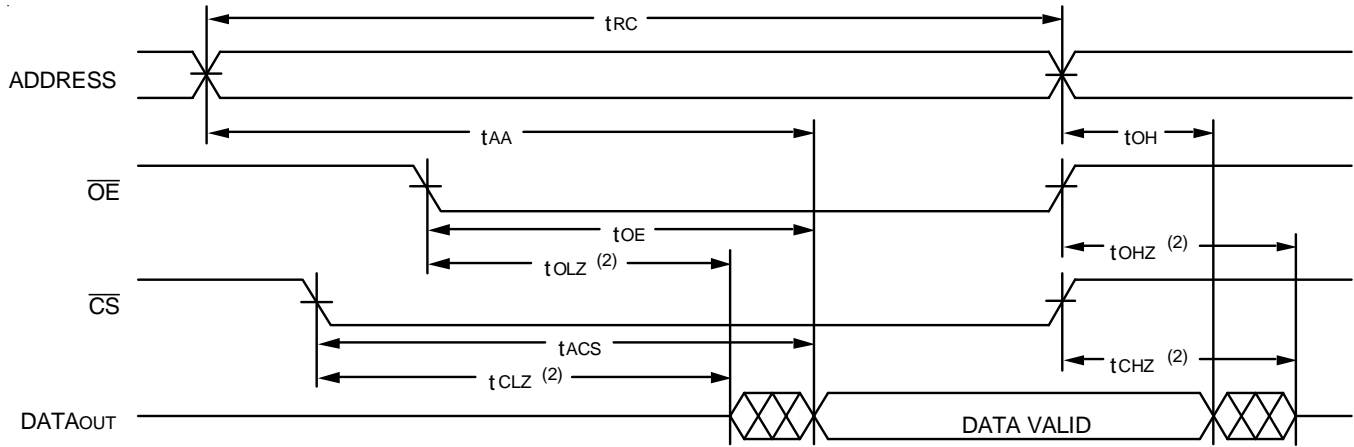 tRC
ADDRESS
tAA
tOH
OE
tOE
tOLZ (2)
tOHZ (2)
CS
tACS
tCLZ (2)
tCHZ (2)
DATAOUT
DATA VALID